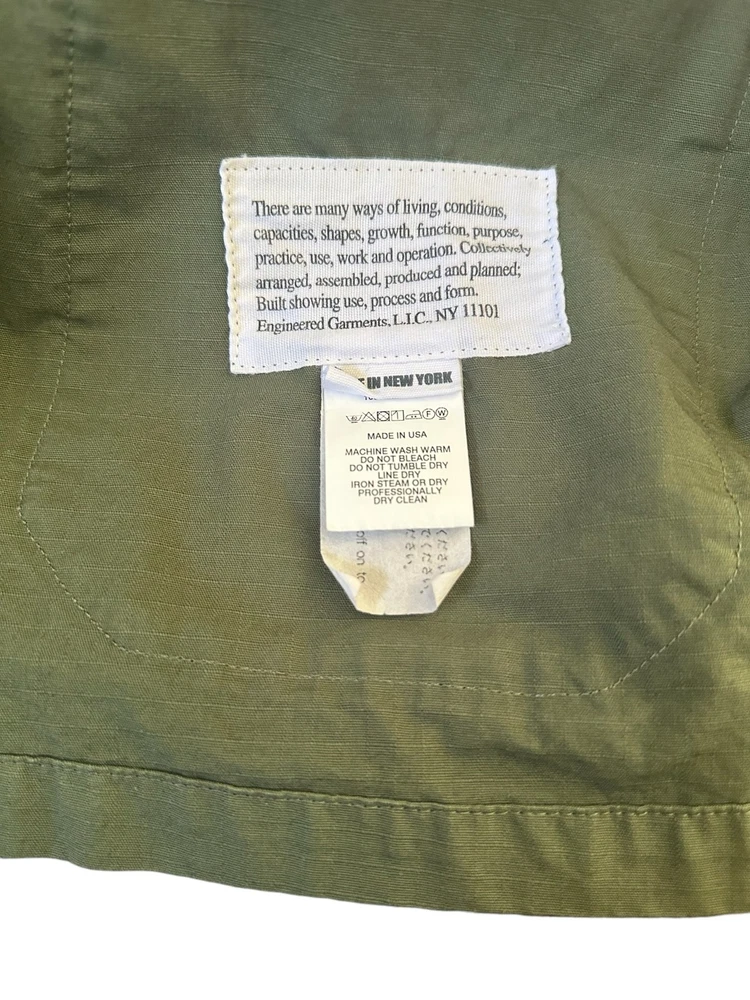 There are many ways of living, conditions,
capacities, shapes, growth, function, purpose,
practice, use, work and operation. Collectively
arranged, assembled, produced and planned;
Built showing use, process and form.
Engineered Garments, L.I.C., NY 11101
IN NEW YORK
MADE IN USA
MACHINE WASH WARM
DO NOT BLEACH
DO NOT TUMBLE DRY
LINE DRY
IRON STEAM OR DRY
PROFESSIONALLY
DRY CLEAN
off on to